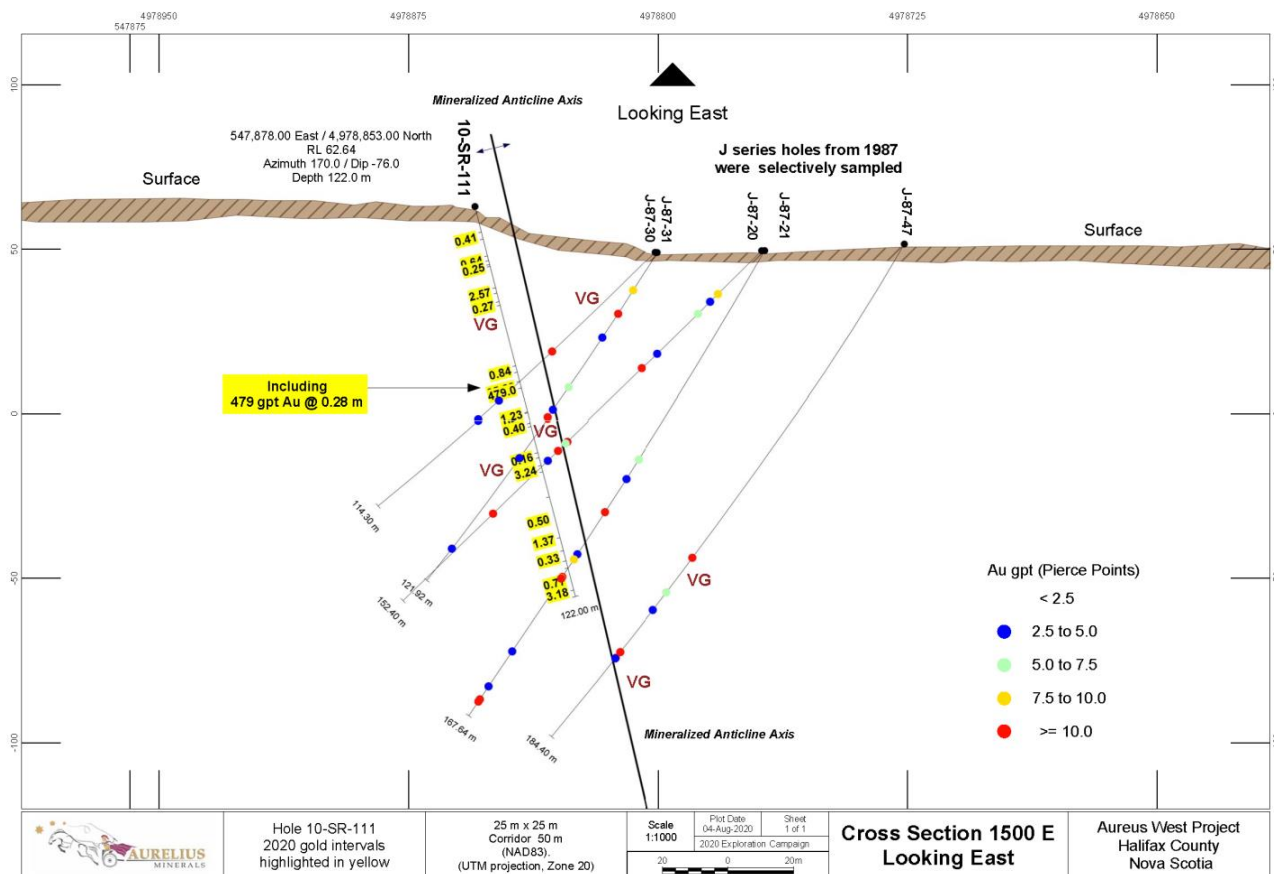 4978950
4978875
4978800
4978725
4978650
547875
100
50
0
-50
-100
Mineralized Anticline Axis
Looking East
547,878.00 East / 4,978,853.00 North
RL 62.64
Azimuth 170.0 / Dip -76.0
Depth 122.0 m
10-SR-111
J series holes from 1987
were selectively sampled
Surface
J-87-30
J-87-31
J-87-20
J-87-21
J-87-47
Surface
0.41
0.64
0.25
2.57
0.27
VG
VG
0.84
479.0
Including
479 gpt Au @ 0.28 m
1.23
0.40
VG
VG
3.24
0.50
1.37
0.33
3.18
114.30 m
121.92 m
152.40 m
122.00 m
VG
VG
167.64 m
184.40 m
Mineralized Anticline Axis
Au gpt (Pierce Points)
< 2.5
2.5 to 5.0
5.0 to 7.5
7.5 to 10.0
>= 10.0
AURELIUS
MINERALS
Hole 10-SR-111
2020 gold intervals
highlighted in yellow
25 m x 25 m
Corridor 50 m
(NAD83).
(UTM projection, Zone 20)
Scale
1:1000
Plot Date
04-Aug-2020
Sheet
1 of 1
2020 Exploration Campaign
20
0
20m
Cross Section 1500 E
Looking East
Aureus West Project
Halifax County
Nova Scotia